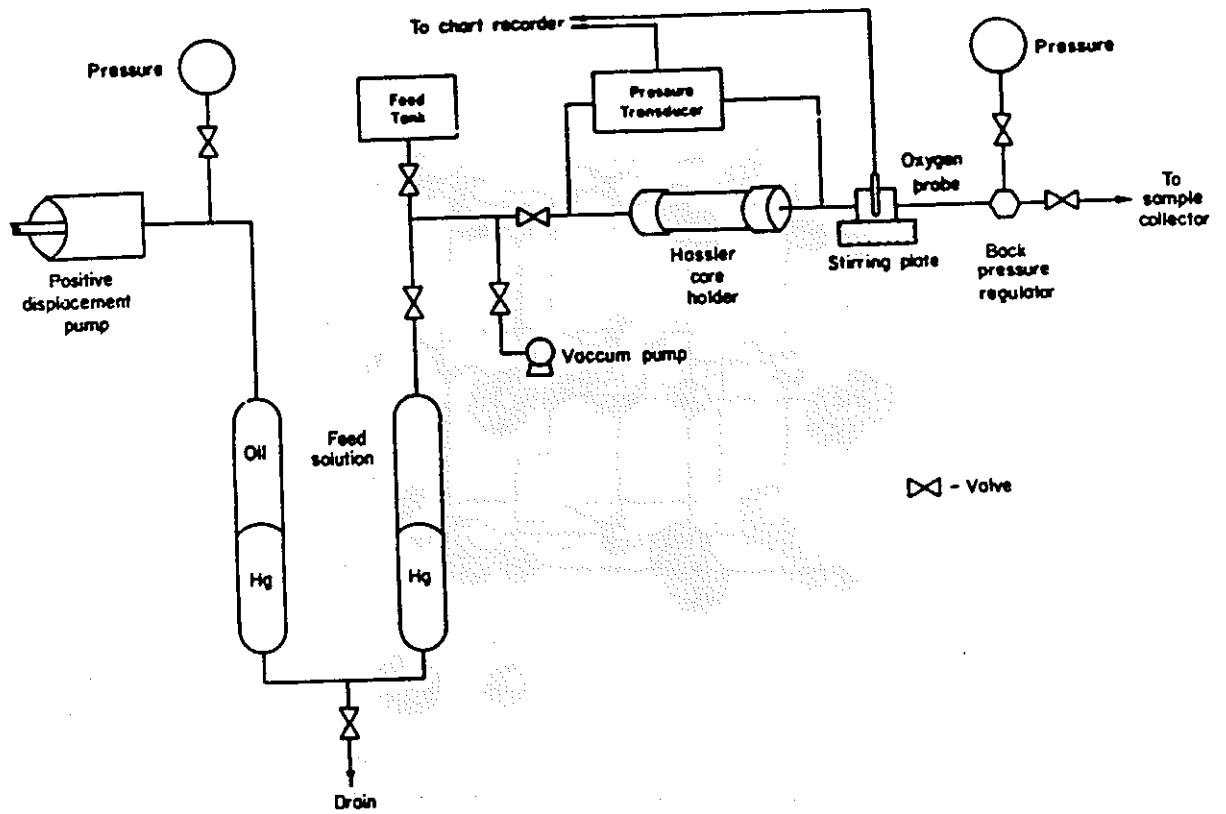 To chart recorder
Pressure
Pressure
Feed
Tank
Pressure
Transducer
Oxygen
probe
To
sample
collector
Positive
displacement
pump
Hassler
core
holder
Stirring plate
Back
pressure
regulator
Vaccum pump
Oil
Feed
solution
- Valve
Hg
Hg
Drain